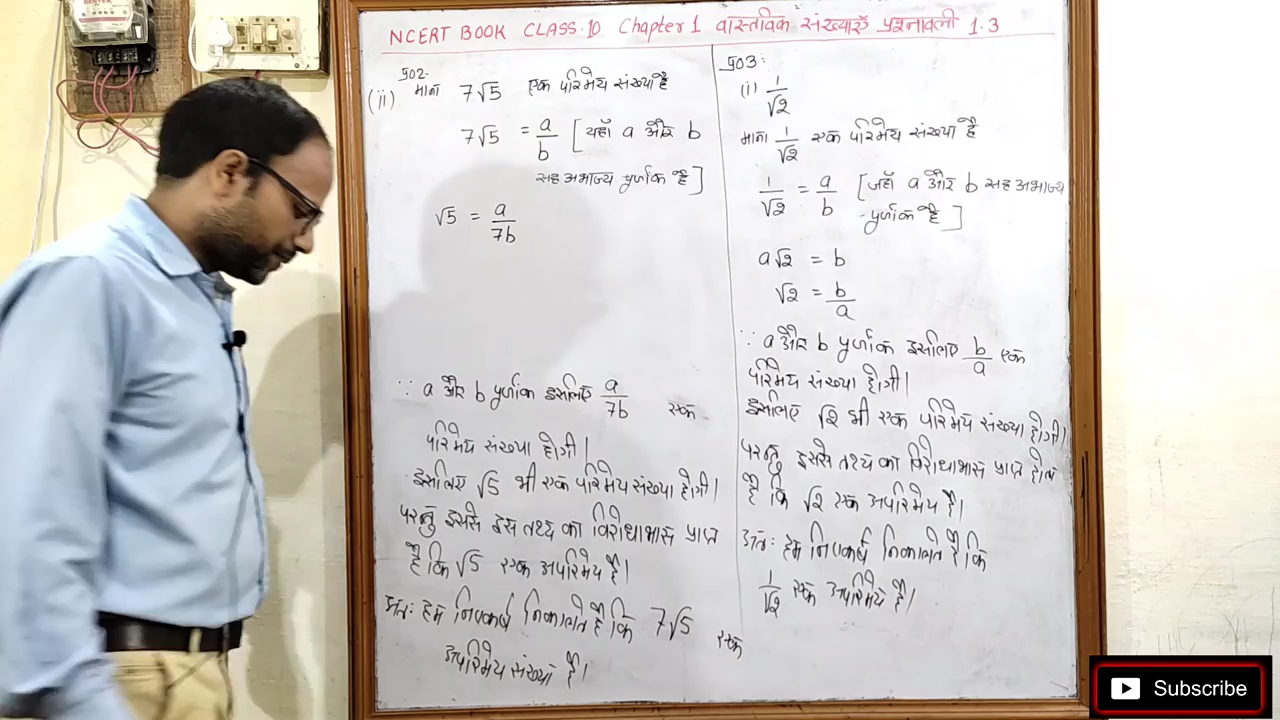 NCERT BOOK CLASS.10 Chapter 1 वास्तविक संख्याएँ प्रश्नावली 1.3
प्र02.
(ii) माना 7√5 एक परिमेय संख्या है
7√5 = a/b [यहाँ a और b
सह अभाज्य पूर्णांक है]
√5 = a/7b
∵ a और b पूर्णांक इसलिए a/7b एक
परिमेय संख्या होगी।
इसलिए √5 भी एक परिमेय संख्या होगी।
परन्तु इससे इस तथ्य का विरोधाभास प्राप्त
है कि √5 एक अपरिमेय है।
अतः हम निष्कर्ष निकालते है कि 7√5 एक
अपरिमेय संख्या है।
प्र03:
(i) 1/√2
माना 1/√2 एक परिमेय संख्या है
1/√2 = a/b [जहाँ a और b सह अभाज्य
पूर्णांक है]
a√2 = b
√2 = b/a
∵ a और b पूर्णांक इसलिए b/a एक
परिमेय संख्या होगी।
इसलिए √2 भी एक परिमेय संख्या होगी।
परन्तु इससे तथ्य का विरोधाभास प्राप्त होता
है कि √2 एक अपरिमेय है।
अतः हम निष्कर्ष निकालते है कि
1/√2 एक अपरिमेय है।
Subscribe